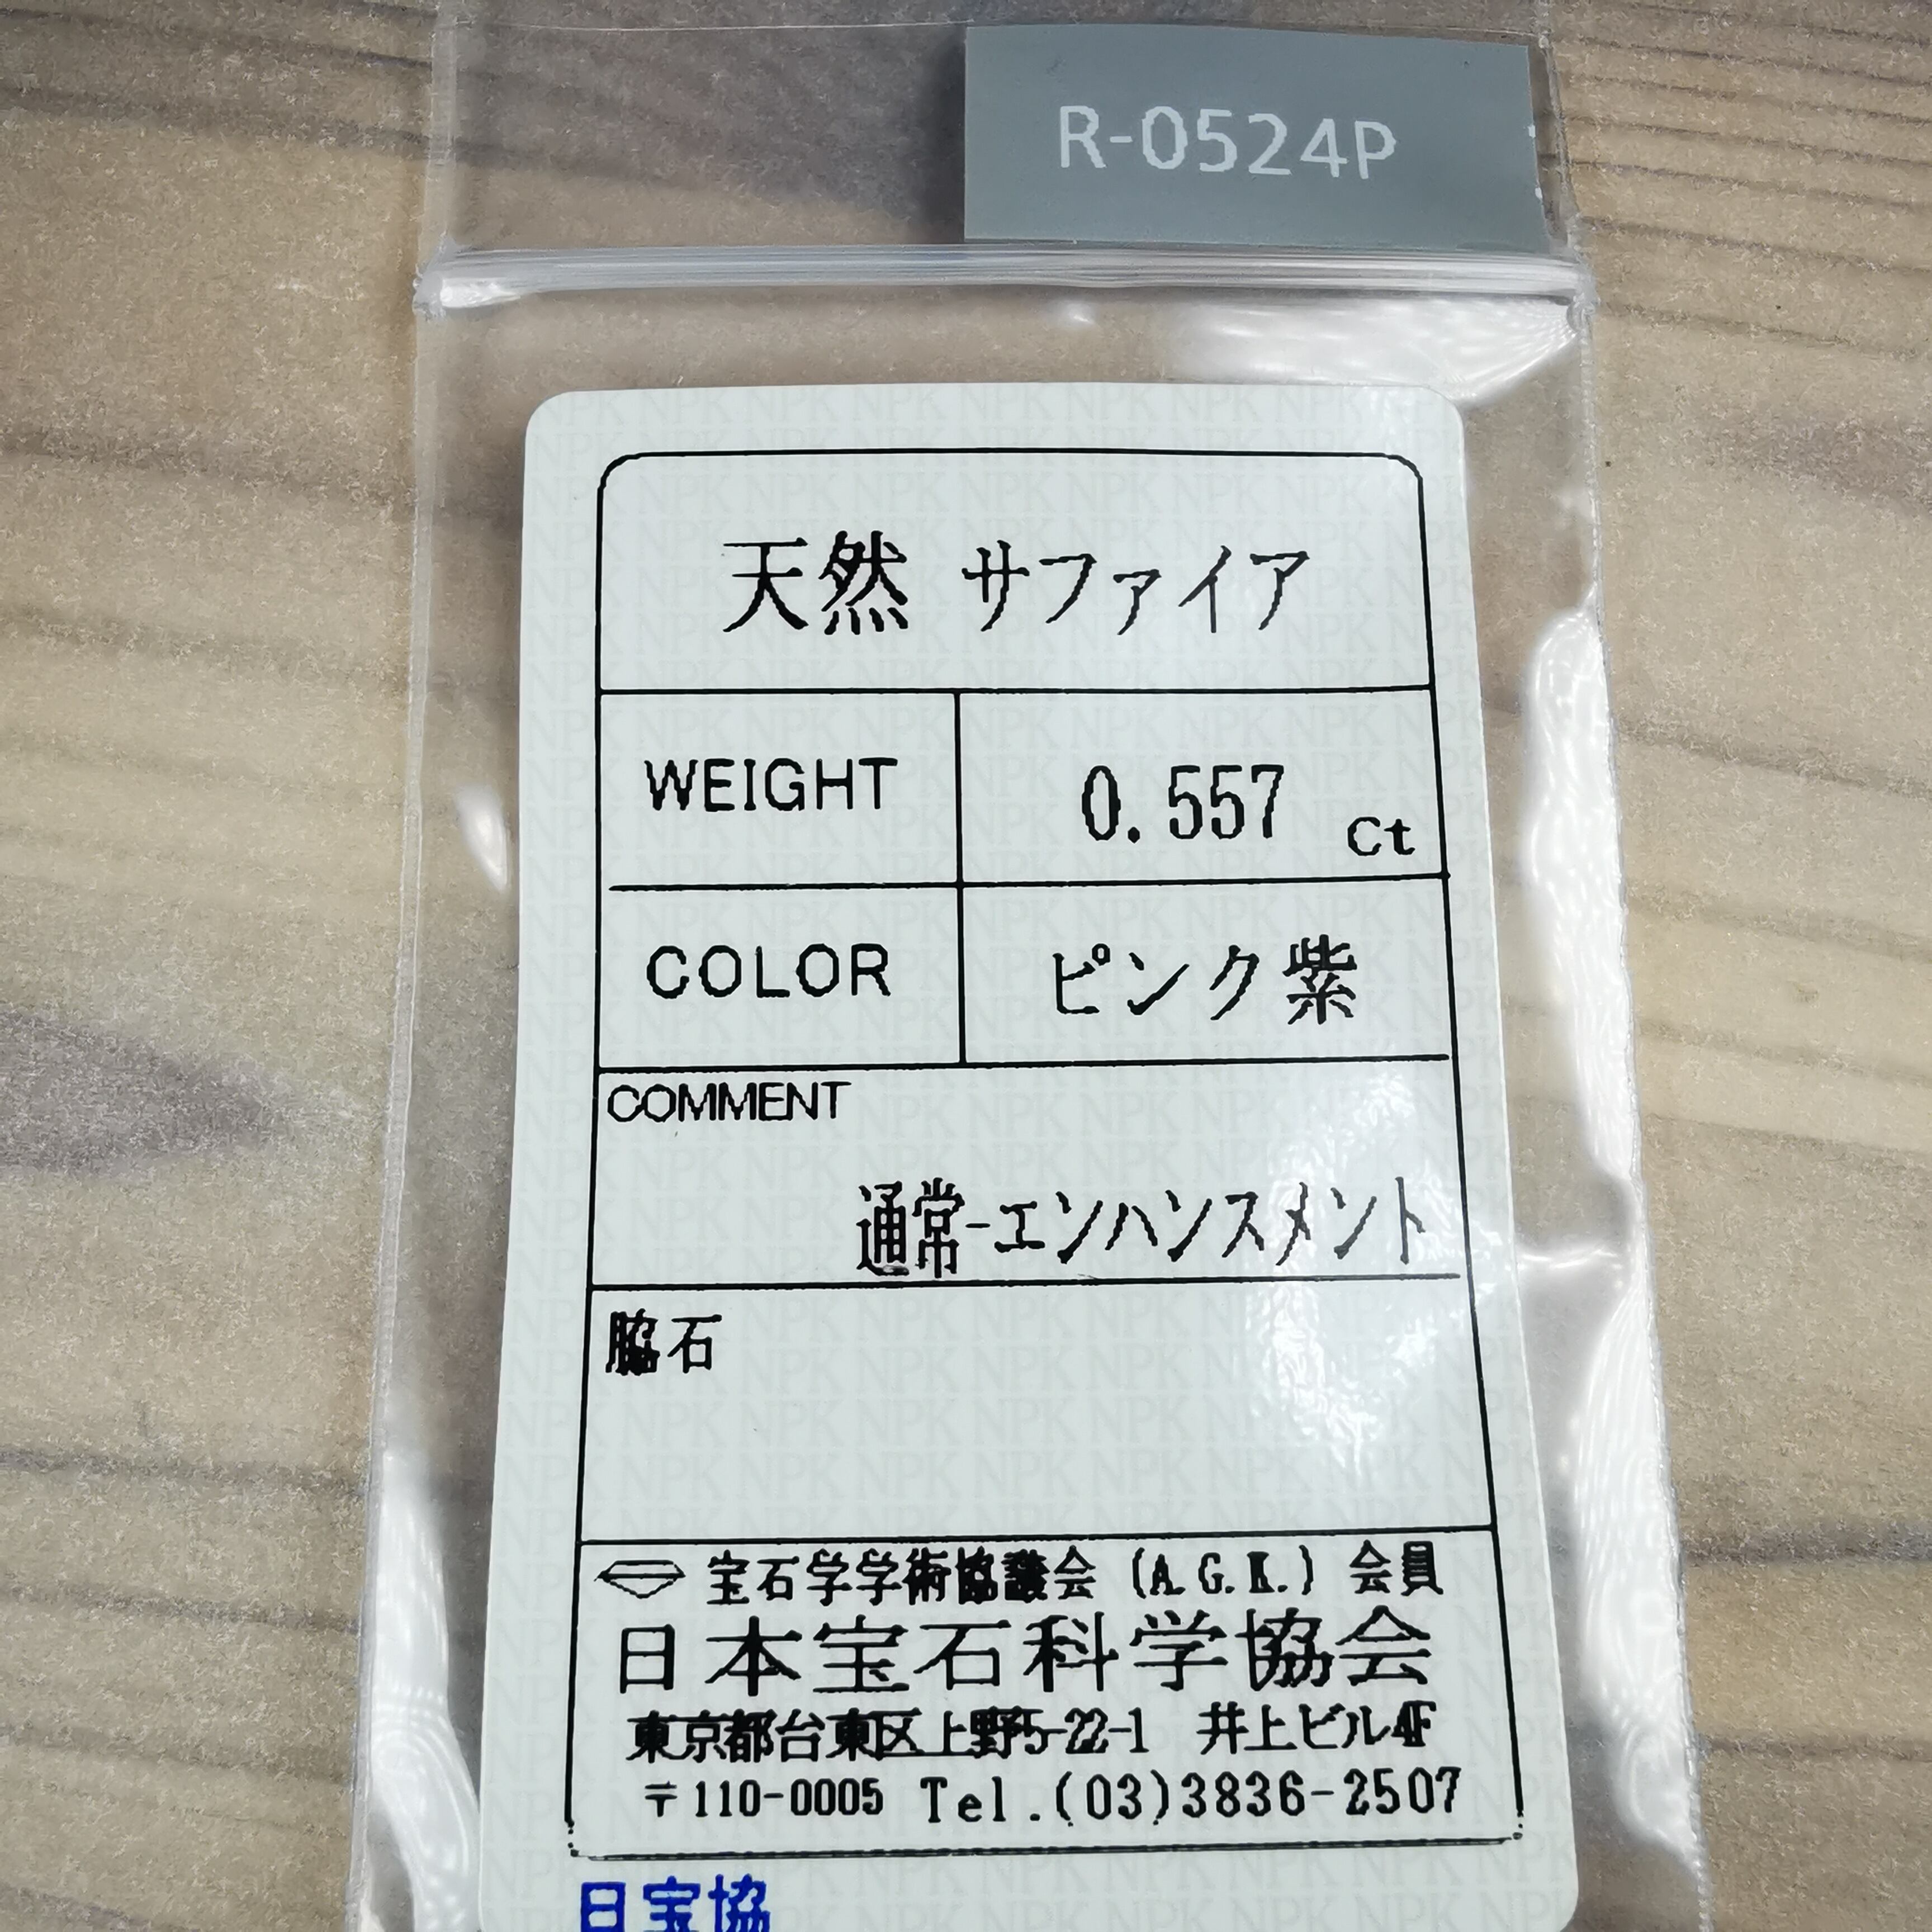 R-0524P
天然 サファイア
WEIGHT 0.557 Ct
COLOR ピンク紫
COMMENT
通常-エンハンスメント
脇石
宝石学学術協議会 (A.G.K.) 会員
日本宝石科学協会
東京都台東区上野5-22-1 井上ビル4F
〒110-0005 Tel.(03)3836-2507
日宝協